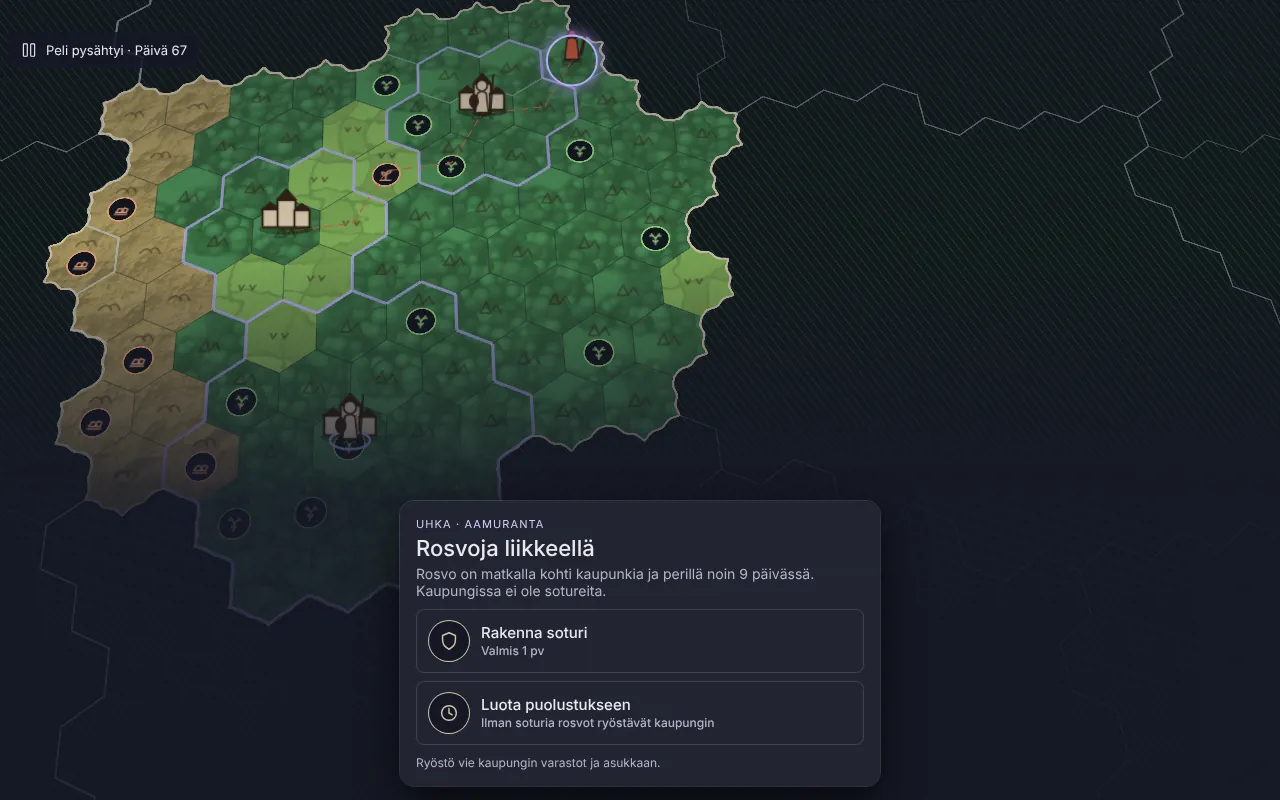 Peli pysähtyi · Päivä 67
UHKA · AAMURANTA
Rosvoja liikkeellä
Rosvo on matkalla kohti kaupunkia ja perillä noin 9 päivässä.
Kaupungissa ei ole sotureita.
Rakenna soturi
Valmis 1 pv
Luota puolustukseen
Ilman soturia rosvot ryöstävät kaupungin
Ryöstö vie kaupungin varastot ja asukkaan.